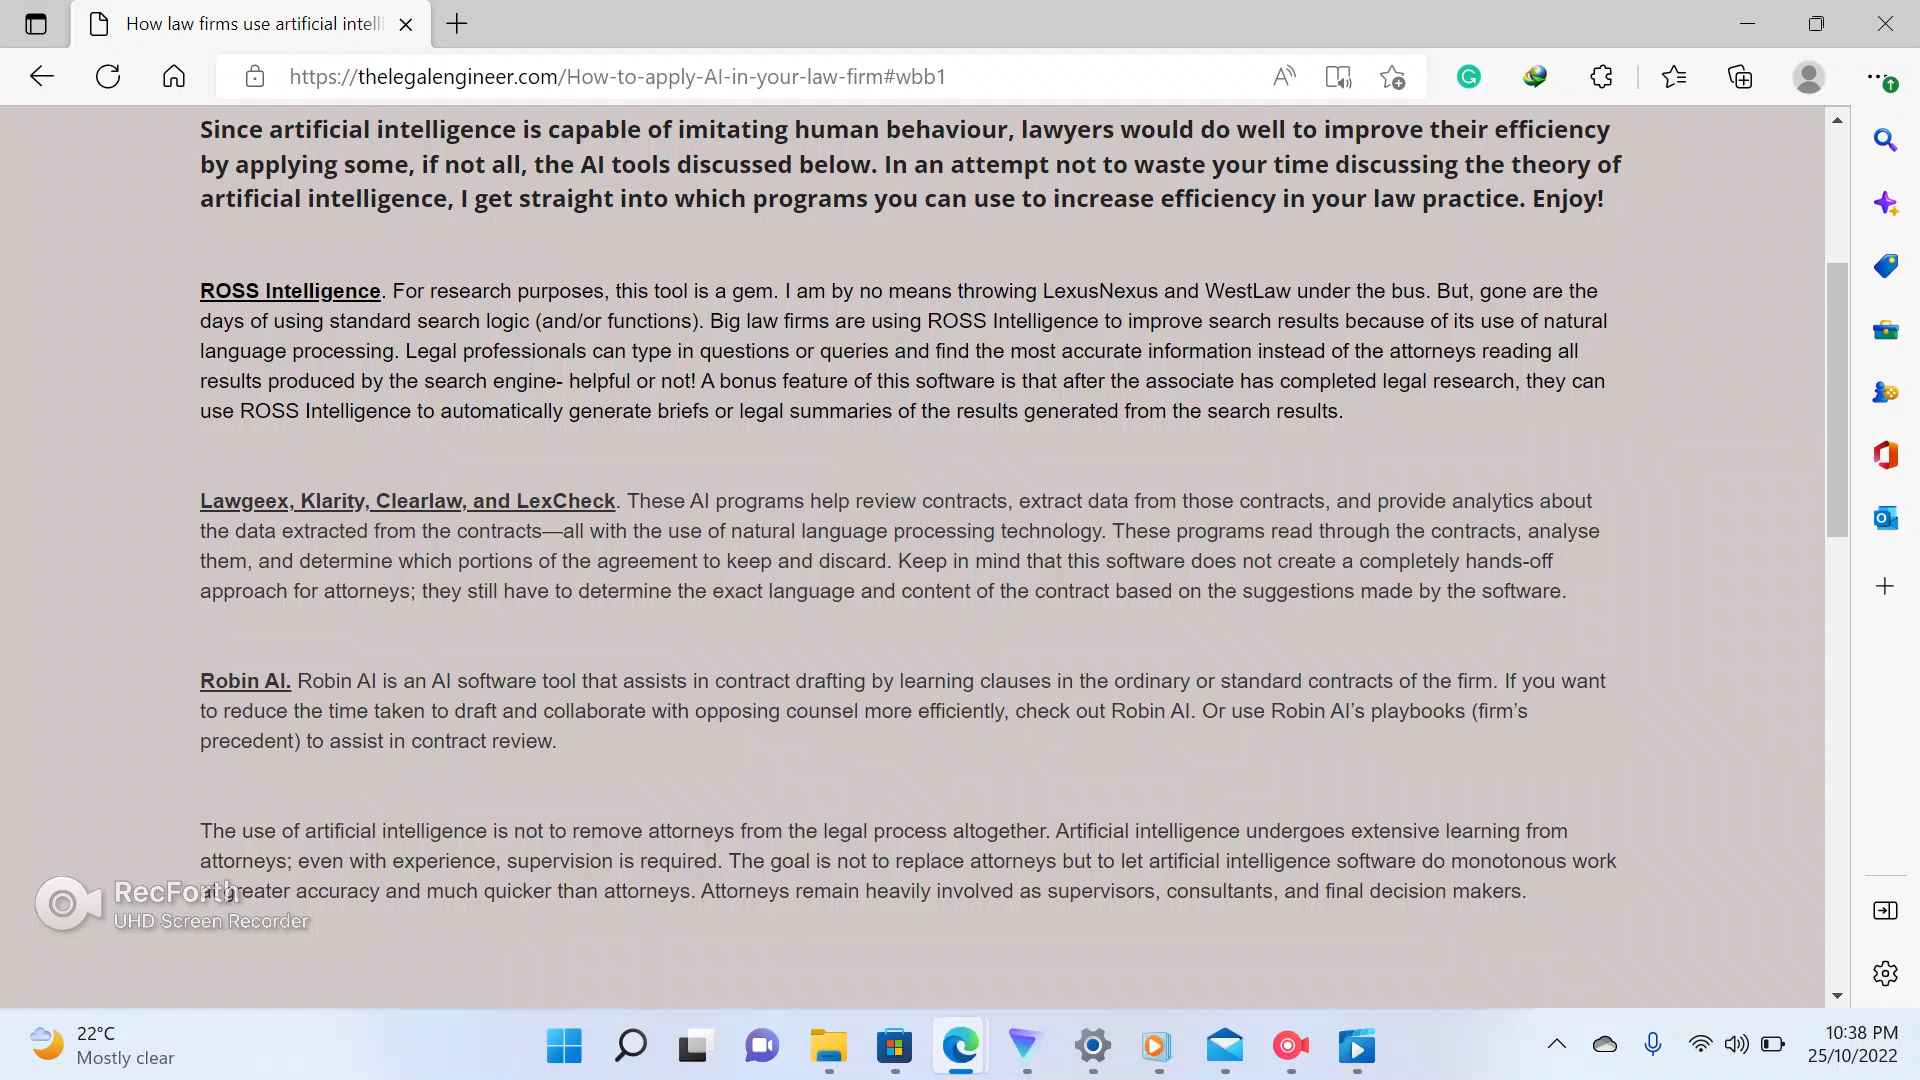 How law firms use artificial intelli
https://thelegalengineer.com/How-to-apply-AI-in-your-law-firm#wbb1
Since artificial intelligence is capable of imitating human behaviour, lawyers would do well to improve their efficiency
by applying some, if not all, the AI tools discussed below. In an attempt not to waste your time discussing the theory of
artificial intelligence, I get straight into which programs you can use to increase efficiency in your law practice. Enjoy!
ROSS Intelligence. For research purposes, this tool is a gem. I am by no means throwing LexusNexus and WestLaw under the bus. But, gone are the
days of using standard search logic (and/or functions). Big law firms are using ROSS Intelligence to improve search results because of its use of natural
language processing. Legal professionals can type in questions or queries and find the most accurate information instead of the attorneys reading all
results produced by the search engine- helpful or not! A bonus feature of this software is that after the associate has completed legal research, they can
use ROSS Intelligence to automatically generate briefs or legal summaries of the results generated from the search results.
Lawgeex, Klarity, Clearlaw, and LexCheck. These AI programs help review contracts, extract data from those contracts, and provide analytics about
the data extracted from the contracts—all with the use of natural language processing technology. These programs read through the contracts, analyse
them, and determine which portions of the agreement to keep and discard. Keep in mind that this software does not create a completely hands-off
approach for attorneys; they still have to determine the exact language and content of the contract based on the suggestions made by the software.
Robin AI. Robin AI is an AI software tool that assists in contract drafting by learning clauses in the ordinary or standard contracts of the firm. If you want
to reduce the time taken to draft and collaborate with opposing counsel more efficiently, check out Robin AI. Or use Robin AI's playbooks (firm's
precedent) to assist in contract review.
The use of artificial intelligence is not to remove attorneys from the legal process altogether. Artificial intelligence undergoes extensive learning from
attorneys; even with experience, supervision is required. The goal is not to replace attorneys but to let artificial intelligence software do monotonous work
at greater accuracy and much quicker than attorneys. Attorneys remain heavily involved as supervisors, consultants, and final decision makers.
RecForth
UHD Screen Recorder
22°C
Mostly clear
10:38 PM
25/10/2022